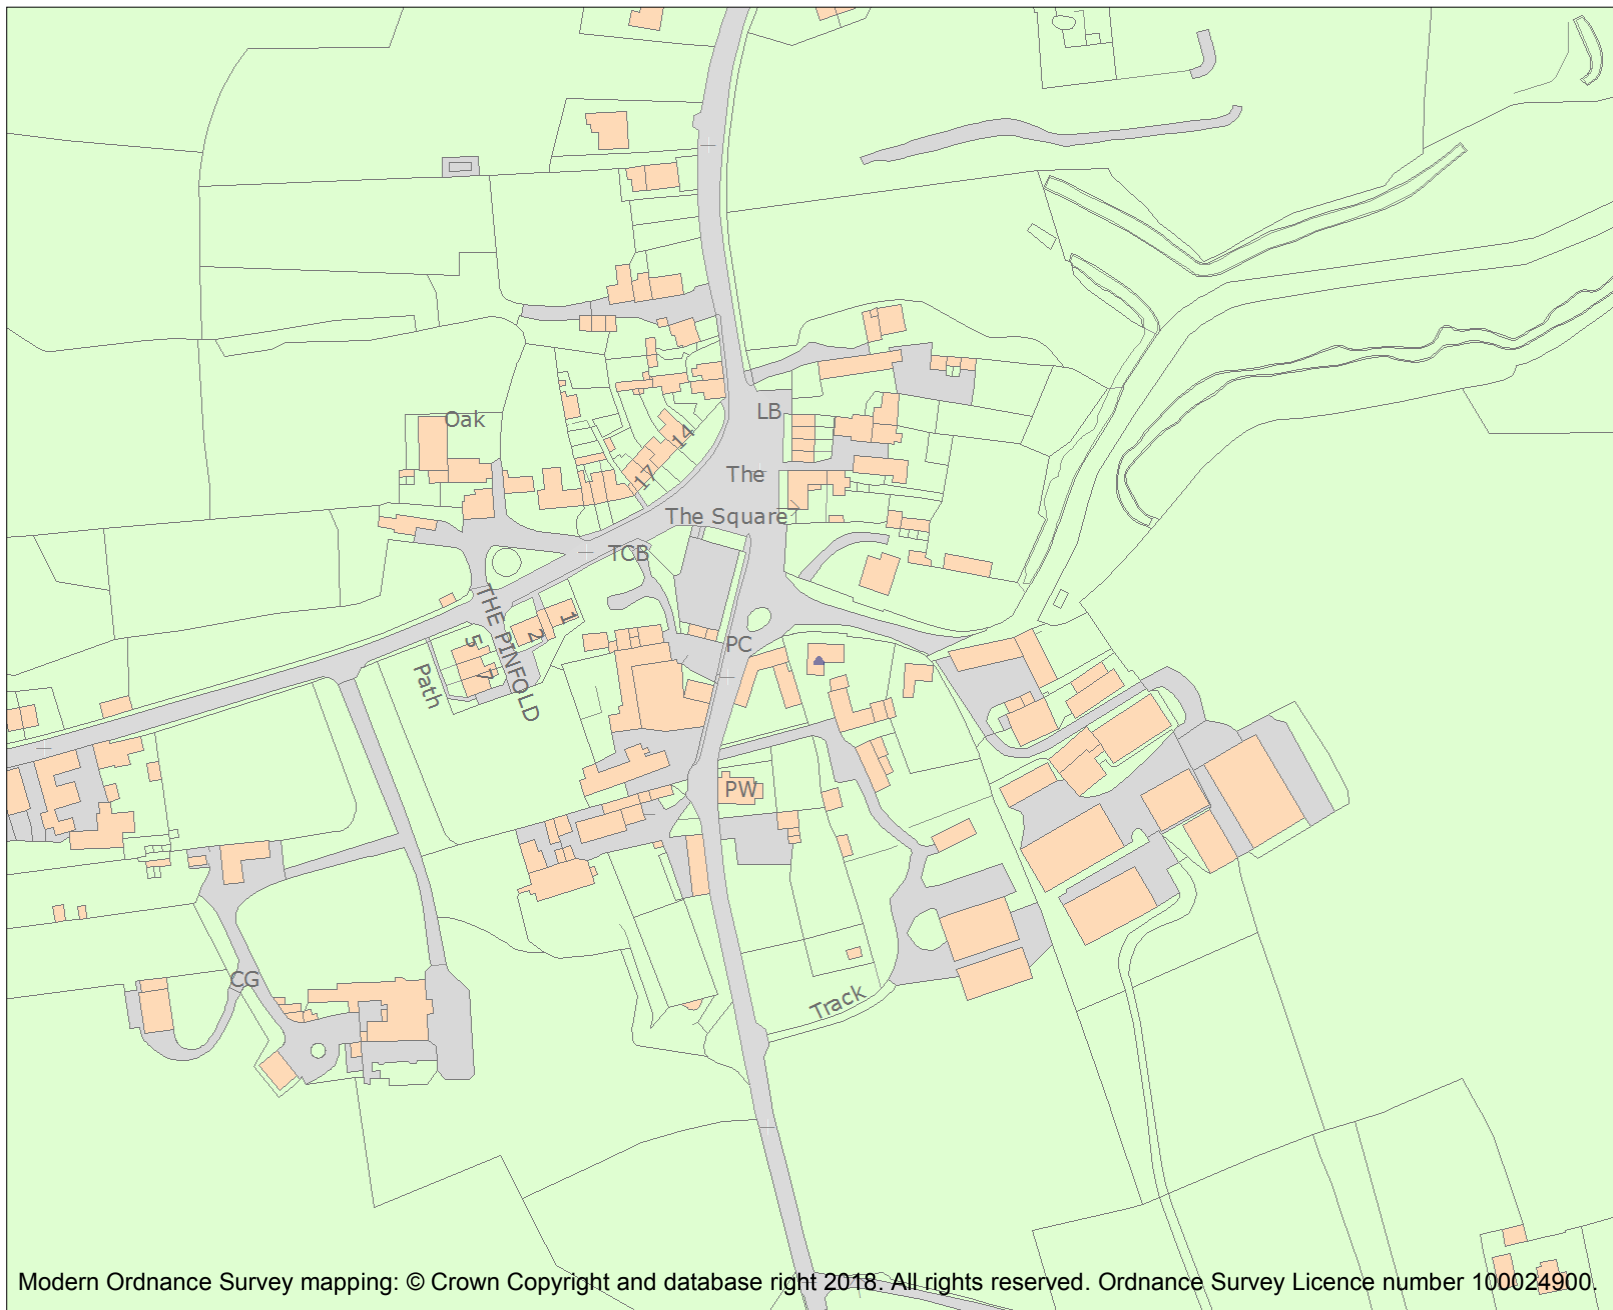 Oak
LB
14
17
The
The Square
7
TCB
THE PINFOLD
1
2
5
7
Path
PC
PW
CG
Track
Modern Ordnance Survey mapping: © Crown Copyright and database right 2018. All rights reserved. Ordnance Survey Licence number 100024900.